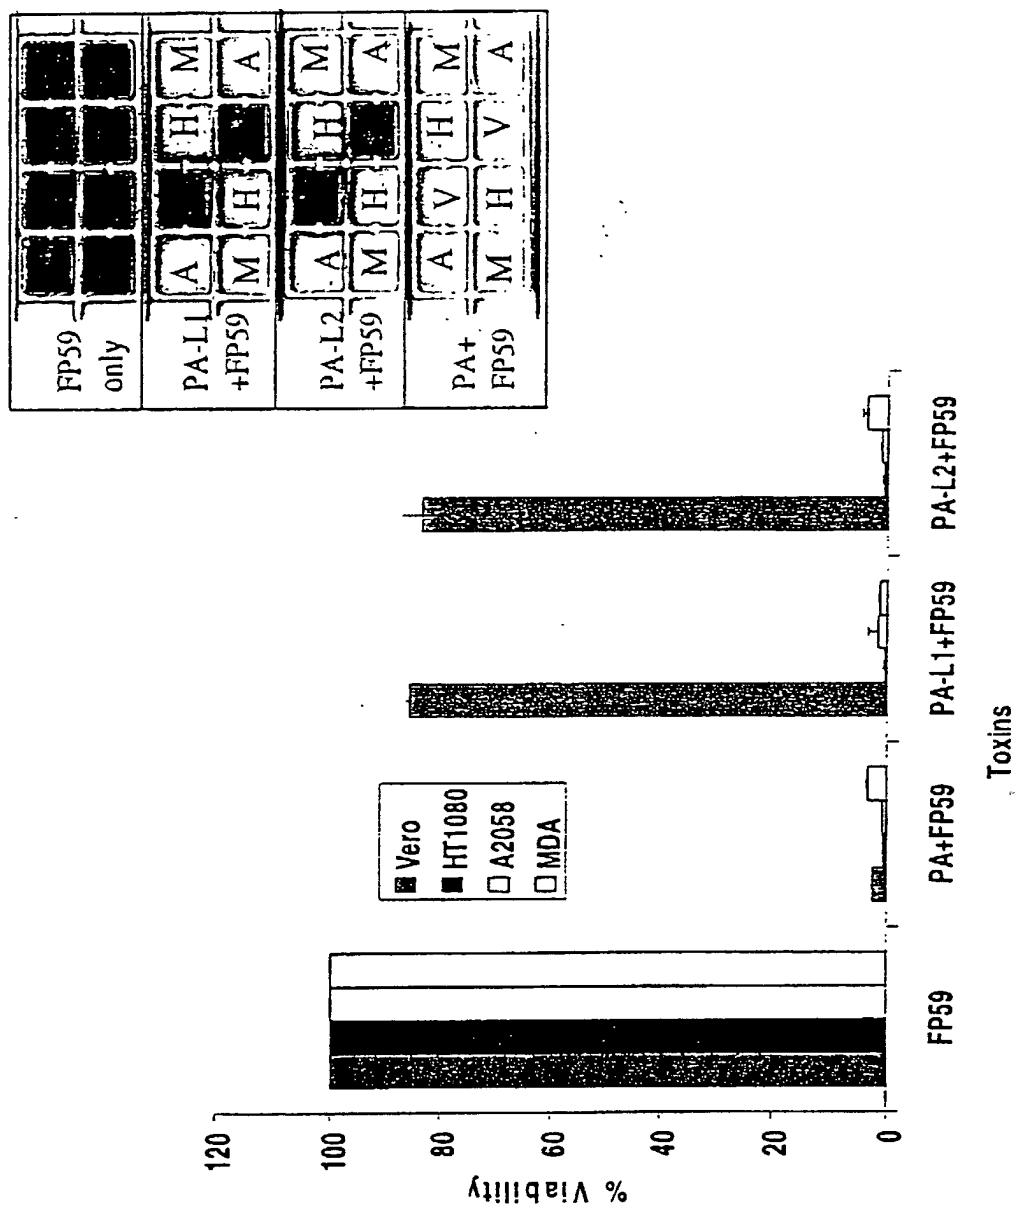 FP59
only
PA-L1 A H M
+FP59 M H A
PA-L2 A H M
+FP59 M H A
PA+ A V H M
FP59 M H V A
% Viability
120
100
80
60
40
20
0
Vero
HT1080
A2058
MDA
FP59 PA+FP59 PA-L1+FP59 PA-L2+FP59
Toxins